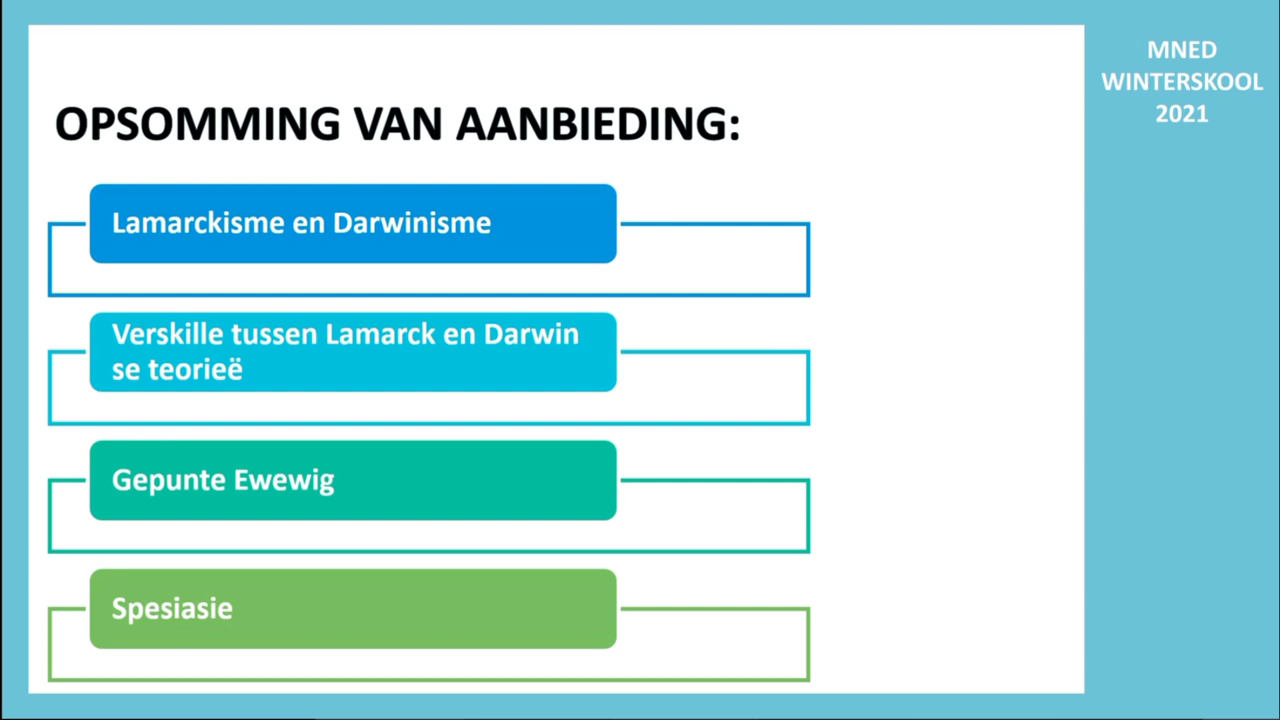 MNED
WINTERSKOOL
2021
OPSOMMING VAN AANBIEDING:
Lamarckisme en Darwinisme
Verskille tussen Lamarck en Darwin
se teorieë
Gepunte Ewewig
Spesiasie